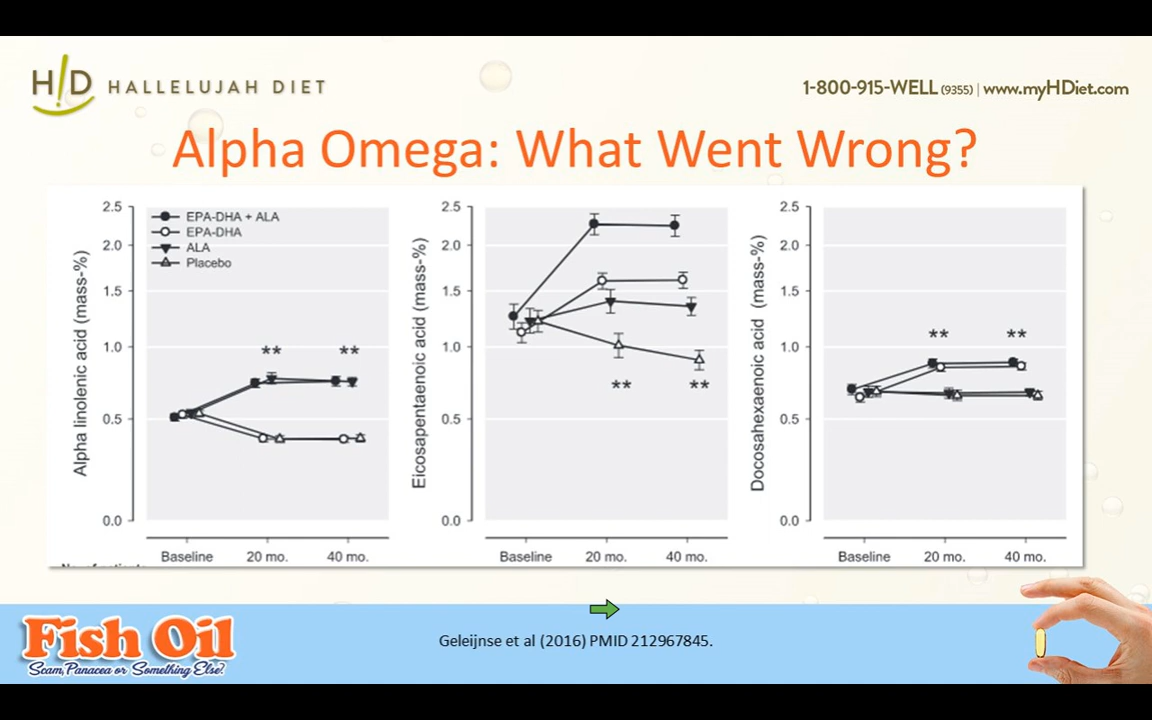 H!D HALLELUJAH DIET
1-800-915-WELL (9355) | www.myHDiet.com
Alpha Omega: What Went Wrong?
Alpha linolenic acid (mass-%)
2.5
2.0
1.5
1.0
0.5
0.0
EPA-DHA + ALA
EPA-DHA
ALA
Placebo
** **
Baseline 20 mo. 40 mo.
Eicosapentaenoic acid (mass-%)
2.5
2.0
1.5
1.0
0.5
0.0
** **
Baseline 20 mo. 40 mo.
Docosahexaenoic acid (mass-%)
2.5
2.0
1.5
1.0
0.5
0.0
** **
Baseline 20 mo. 40 mo.
Fish Oil
Scam, Panacea or Something Else?
Geleijnse et al (2016) PMID 212967845.